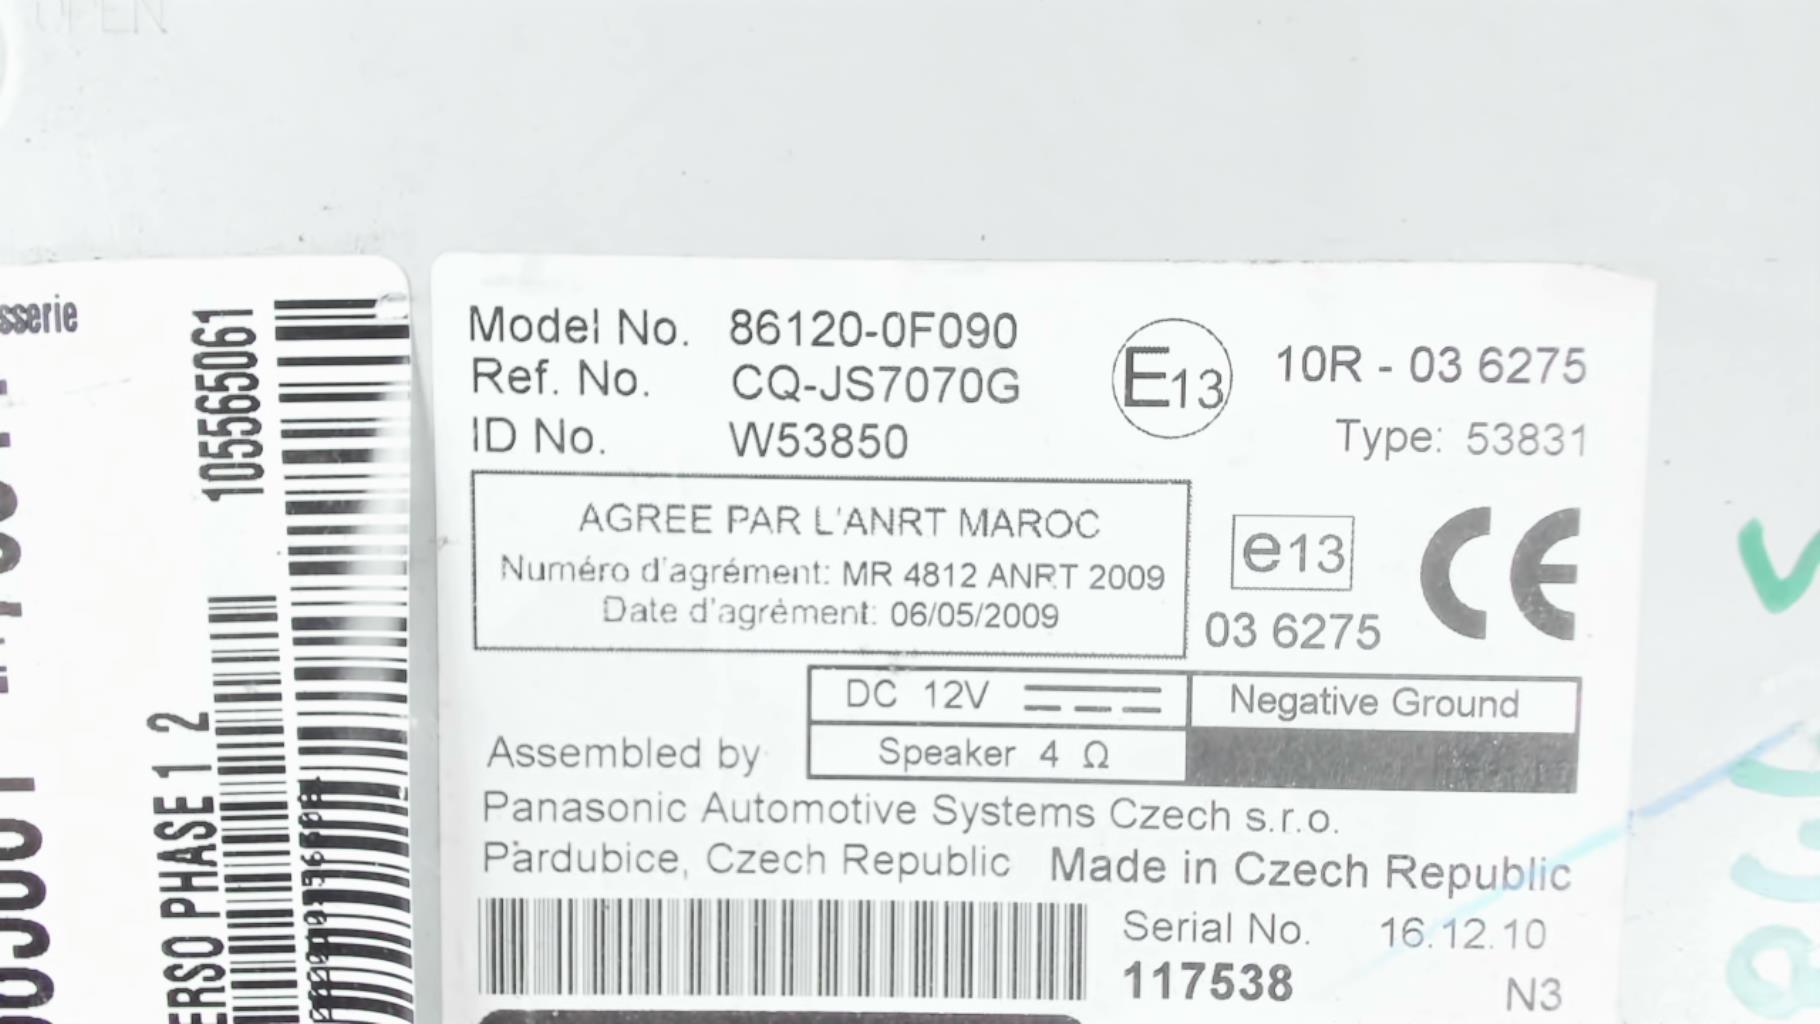 OPEN
sserie
105565061
ERSO PHASE 1 2
Model No. 86120-0F090
Ref. No. CQ-JS7070G
ID No. W53850
E13
10R - 03 6275
Type: 53831
AGREE PAR L'ANRT MAROC
Numéro d'agrément: MR 4812 ANRT 2009
Date d'agrément: 06/05/2009
e13
03 6275
CE
DC 12V
Negative Ground
Speaker 4 Ω
Assembled by
Panasonic Automotive Systems Czech s.r.o.
Pardubice, Czech Republic Made in Czech Republic
Serial No. 16.12.10
117538
N3